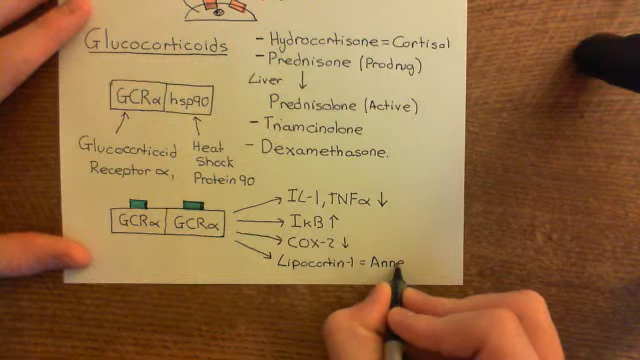 Glucocorticoids
- Hydrocortisone = Cortisol
- Prednisone (Prodrug)
Liver
Prednisolone (Active)
- Triamcinolone
- Dexamethasone.
GCRα hsp90
Glucocorticoid
Receptor α,
Heat
Shock
Protein 90
GCRα GCRα
IL-1, TNFα ↓
IκB ↑
COX-2 ↓
Lipocortin-1 = Anne